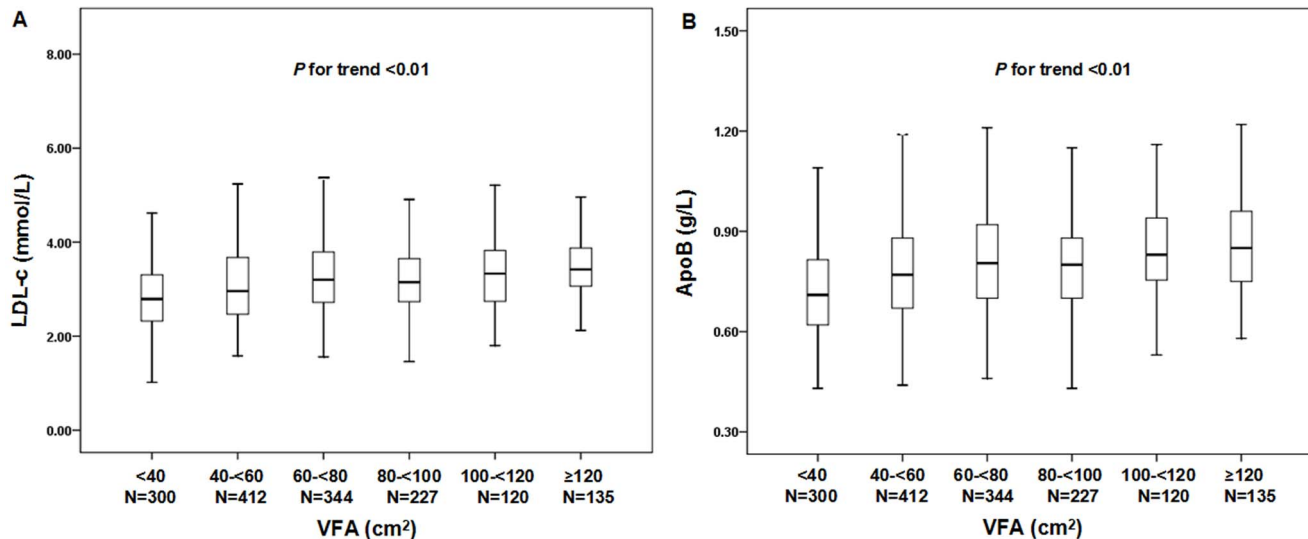 A
P for trend <0.01
LDL-c (mmol/L)
8.00
6.00
4.00
2.00
0.00
<40 40-<60 60-<80 80-<100 100-<120 ≥120
N=300 N=412 N=344 N=227 N=120 N=135
VFA (cm²)
B
P for trend <0.01
ApoB (g/L)
1.50
1.20
0.90
0.60
0.30
<40 40-<60 60-<80 80-<100 100-<120 ≥120
N=300 N=412 N=344 N=227 N=120 N=135
VFA (cm²)